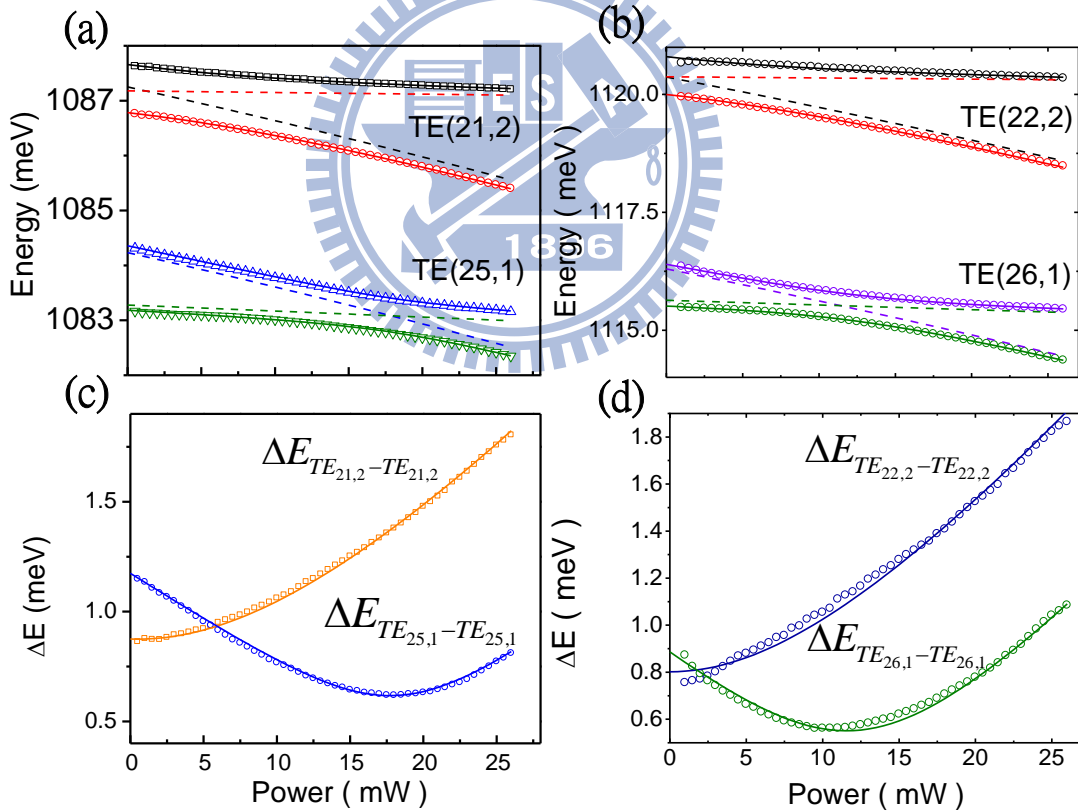 (a)
Energy (meV)
1087
1085
1083
TE(21,2)
TE(25,1)
(b)
Energy ( meV)
1120.0
1117.5
1115.0
TE(22,2)
TE(26,1)
ES
8
1896
(c)
ΔE (meV)
1.5
1.0
0.5
ΔE_{TE_{21,2}-TE_{21,2}}
ΔE_{TE_{25,1}-TE_{25,1}}
0 5 10 15 20 25
Power ( mW)
(d)
ΔE ( meV )
1.8
1.6
1.4
1.2
1.0
0.8
0.6
ΔE_{TE_{22,2}-TE_{22,2}}
ΔE_{TE_{26,1}-TE_{26,1}}
0 5 10 15 20 25
Power ( mW)